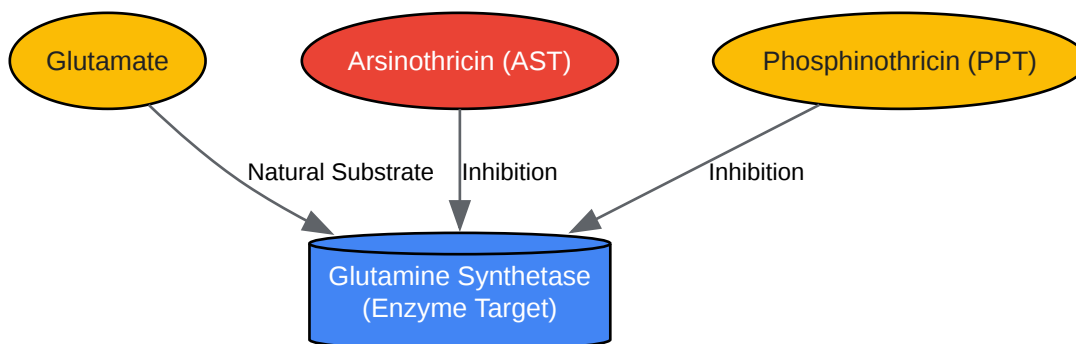 Glutamate
Arsinothricin (AST)
Phosphinothricin (PPT)
Natural Substrate
Inhibition
Inhibition
Glutamine Synthetase
(Enzyme Target)